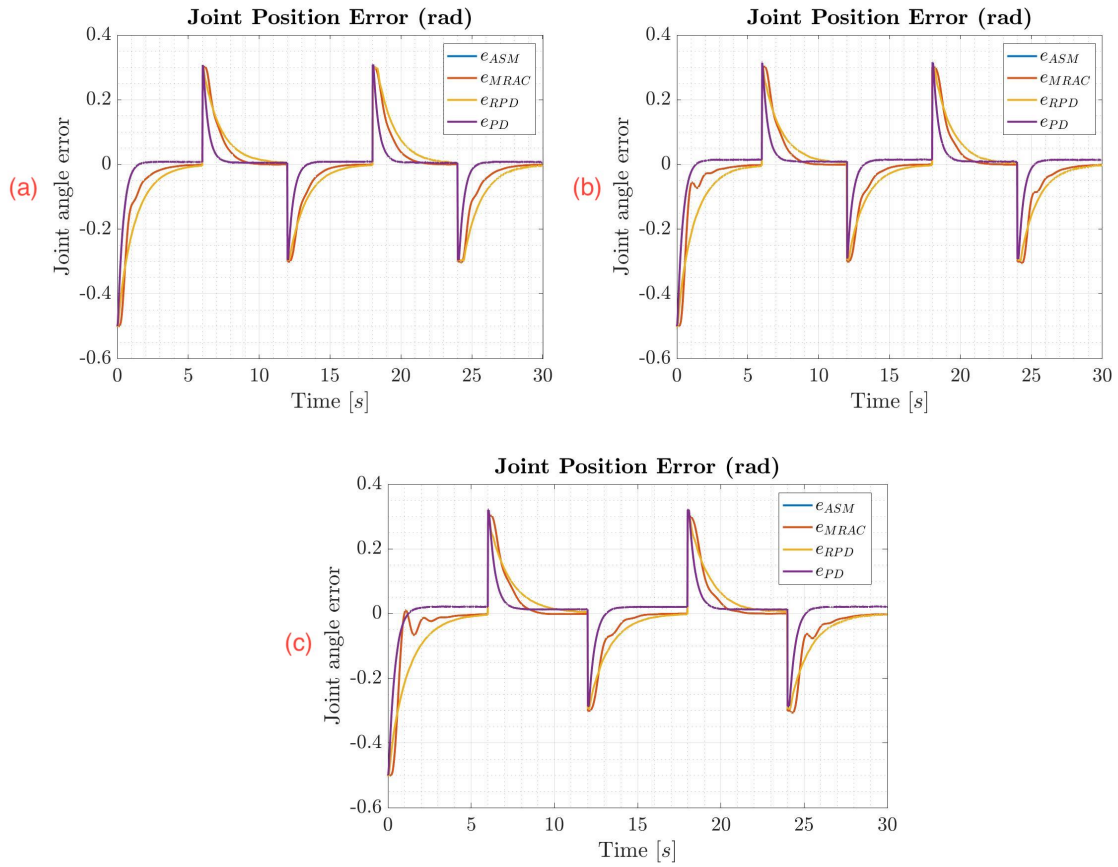 Joint Position Error (rad)
0.4
0.2
0
-0.2
-0.4
-0.6
Joint angle error
(a)
e_ASM
e_MRAC
e_RPD
e_PD
0 5 10 15 20 25 30
Time [s]
Joint Position Error (rad)
0.4
0.2
0
-0.2
-0.4
-0.6
Joint angle error
(b)
e_ASM
e_MRAC
e_RPD
e_PD
0 5 10 15 20 25 30
Time [s]
Joint Position Error (rad)
0.4
0.2
0
-0.2
-0.4
-0.6
Joint angle error
(c)
e_ASM
e_MRAC
e_RPD
e_PD
0 5 10 15 20 25 30
Time [s]